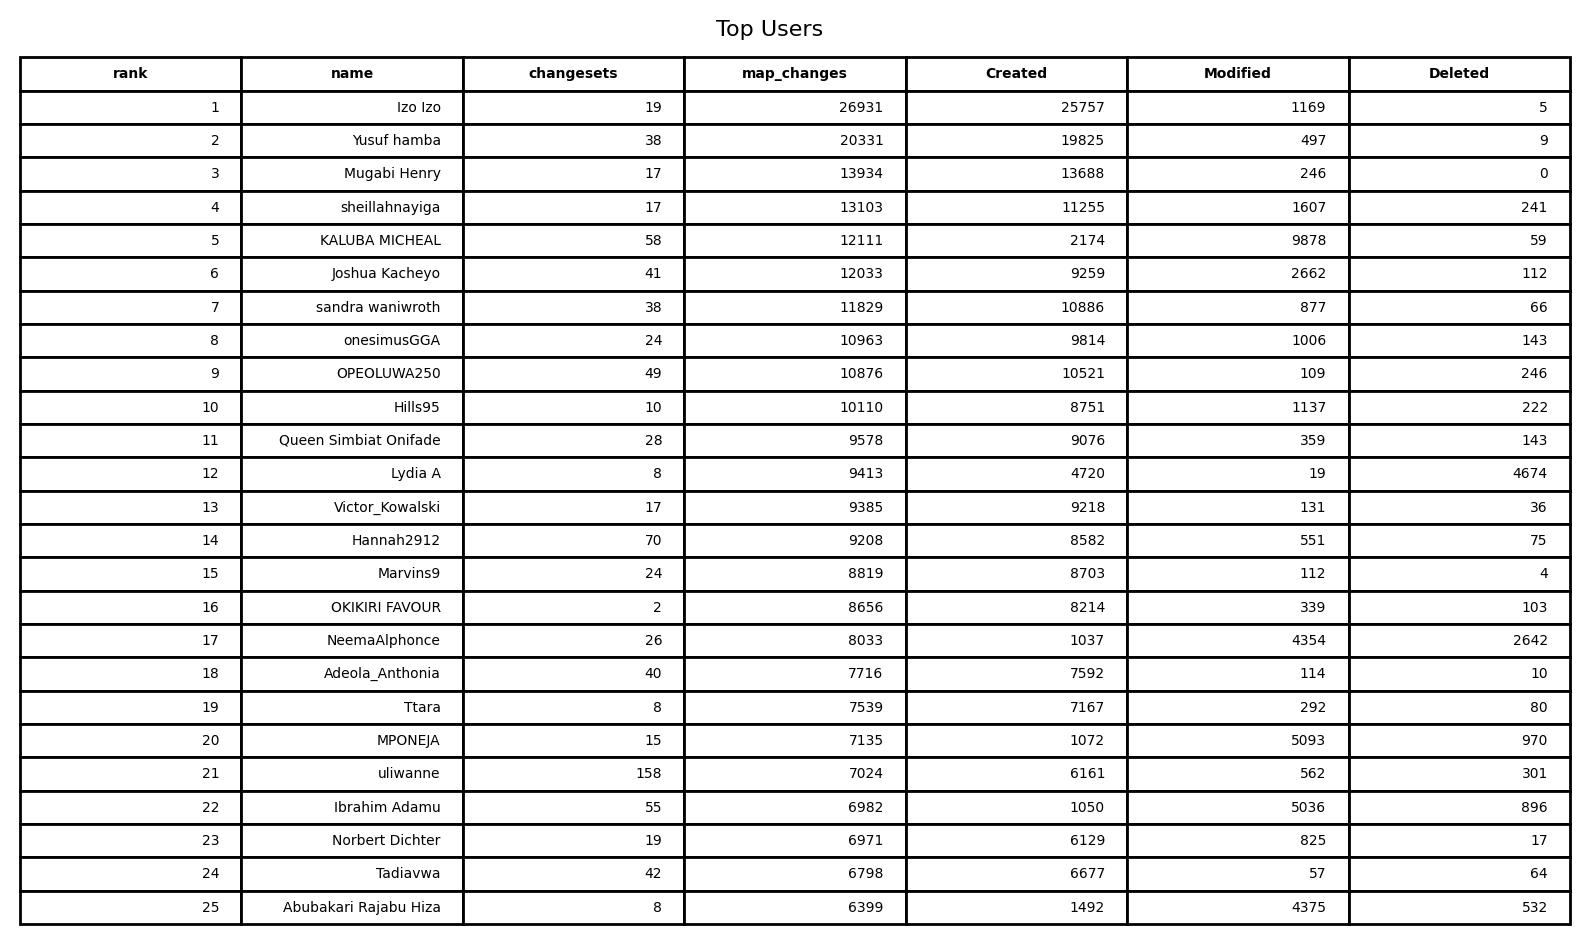 Top Users
rank name changesets map_changes Created Modified Deleted
1 Izo Izo 19 26931 25757 1169 5
2 Yusuf hamba 38 20331 19825 497 9
3 Mugabi Henry 17 13934 13688 246 0
4 sheillahnayiga 17 13103 11255 1607 241
5 KALUBA MICHEAL 58 12111 2174 9878 59
6 Joshua Kacheyo 41 12033 9259 2662 112
7 sandra waniwroth 38 11829 10886 877 66
8 onesimusGGA 24 10963 9814 1006 143
9 OPEOLUWA250 49 10876 10521 109 246
10 Hills95 10 10110 8751 1137 222
11 Queen Simbiat Onifade 28 9578 9076 359 143
12 Lydia A 8 9413 4720 19 4674
13 Victor_Kowalski 17 9385 9218 131 36
14 Hannah2912 70 9208 8582 551 75
15 Marvins9 24 8819 8703 112 4
16 OKIKIRI FAVOUR 2 8656 8214 339 103
17 NeemaAlphonce 26 8033 1037 4354 2642
18 Adeola_Anthonia 40 7716 7592 114 10
19 Ttara 8 7539 7167 292 80
20 MPONEJA 15 7135 1072 5093 970
21 uliwanne 158 7024 6161 562 301
22 Ibrahim Adamu 55 6982 1050 5036 896
23 Norbert Dichter 19 6971 6129 825 17
24 Tadiavwa 42 6798 6677 57 64
25 Abubakari Rajabu Hiza 8 6399 1492 4375 532